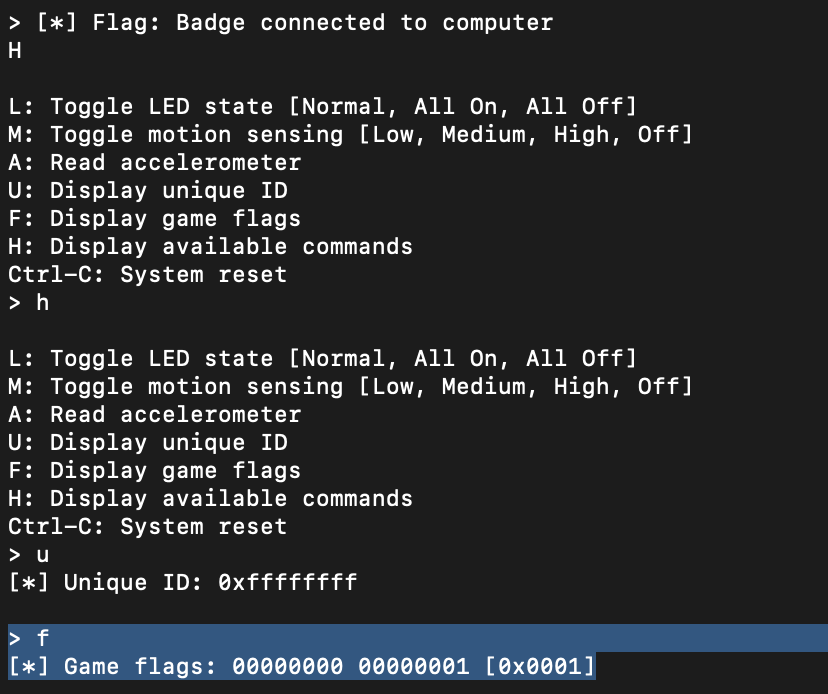 > [*] Flag: Badge connected to computer
H
L: Toggle LED state [Normal, All On, All Off]
M: Toggle motion sensing [Low, Medium, High, Off]
A: Read accelerometer
U: Display unique ID
F: Display game flags
H: Display available commands
Ctrl-C: System reset
> h
L: Toggle LED state [Normal, All On, All Off]
M: Toggle motion sensing [Low, Medium, High, Off]
A: Read accelerometer
U: Display unique ID
F: Display game flags
H: Display available commands
Ctrl-C: System reset
> u
[*] Unique ID: 0xffffffff
> f
[*] Game flags: 00000000 00000001 [0x0001]